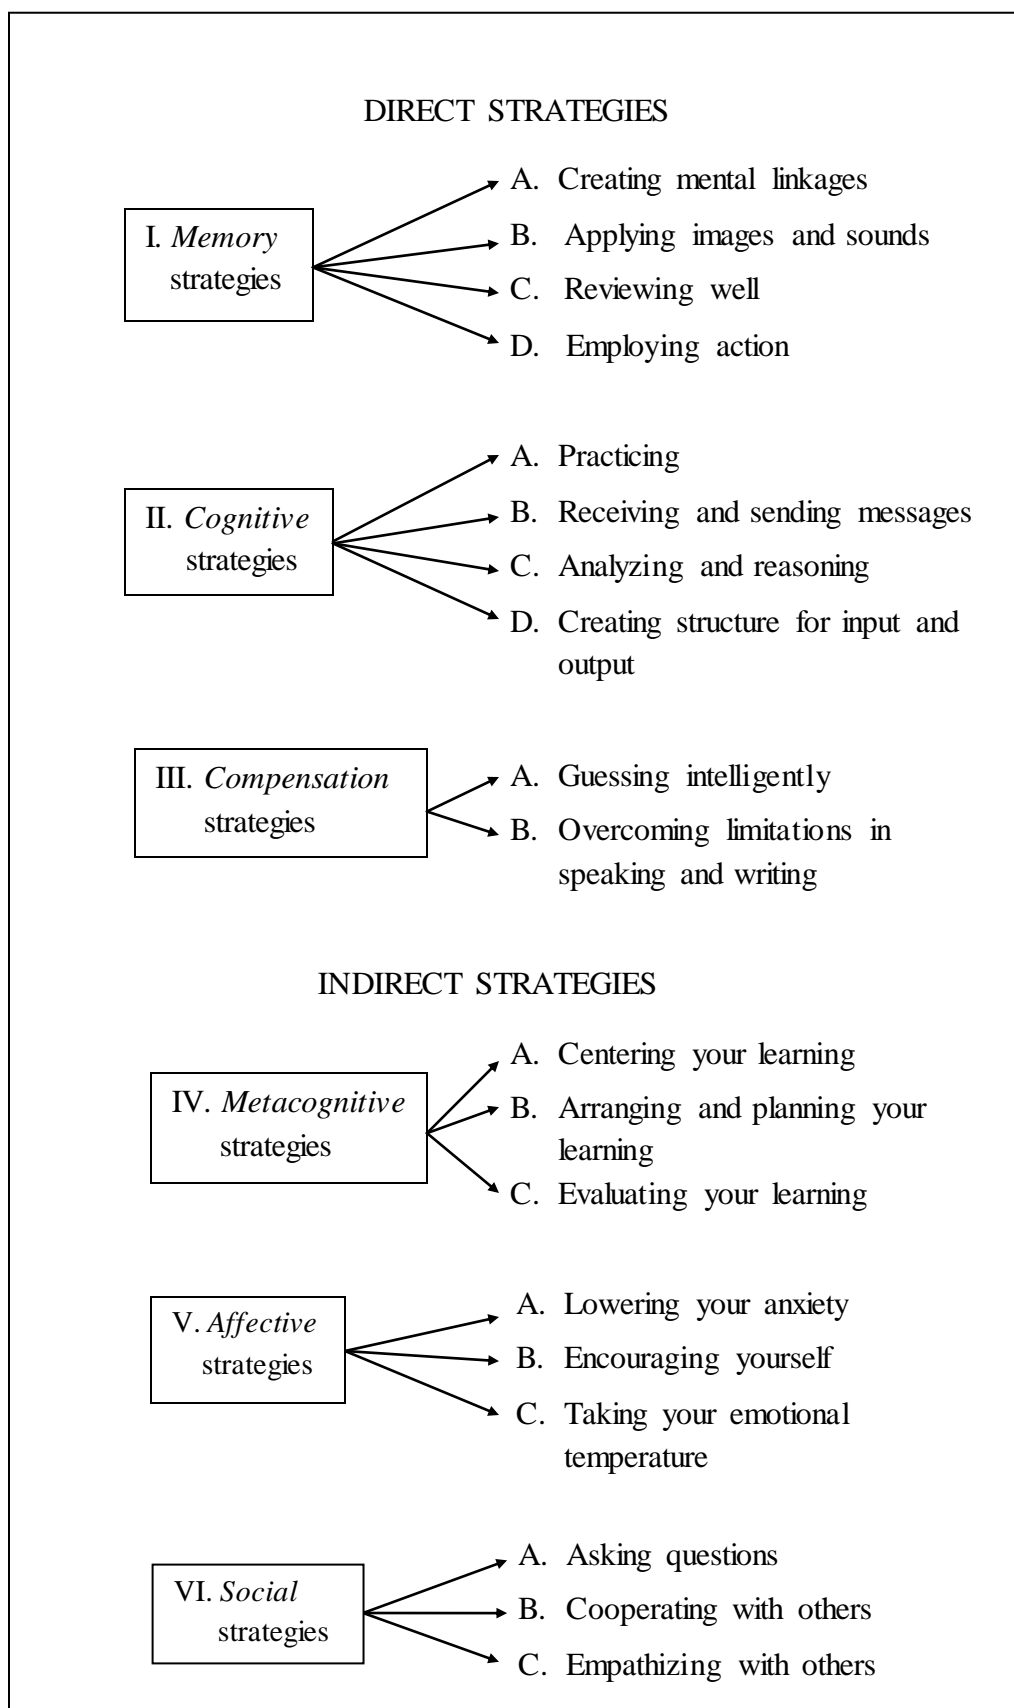 DIRECT STRATEGIES
I. Memory
strategies
A. Creating mental linkages
B. Applying images and sounds
C. Reviewing well
D. Employing action
II. Cognitive
strategies
A. Practicing
B. Receiving and sending messages
C. Analyzing and reasoning
D. Creating structure for input and
output
III. Compensation
strategies
A. Guessing intelligently
B. Overcoming limitations in
speaking and writing
INDIRECT STRATEGIES
IV. Metacognitive
strategies
A. Centering your learning
B. Arranging and planning your
learning
C. Evaluating your learning
V. Affective
strategies
A. Lowering your anxiety
B. Encouraging yourself
C. Taking your emotional
temperature
VI. Social
strategies
A. Asking questions
B. Cooperating with others
C. Empathizing with others